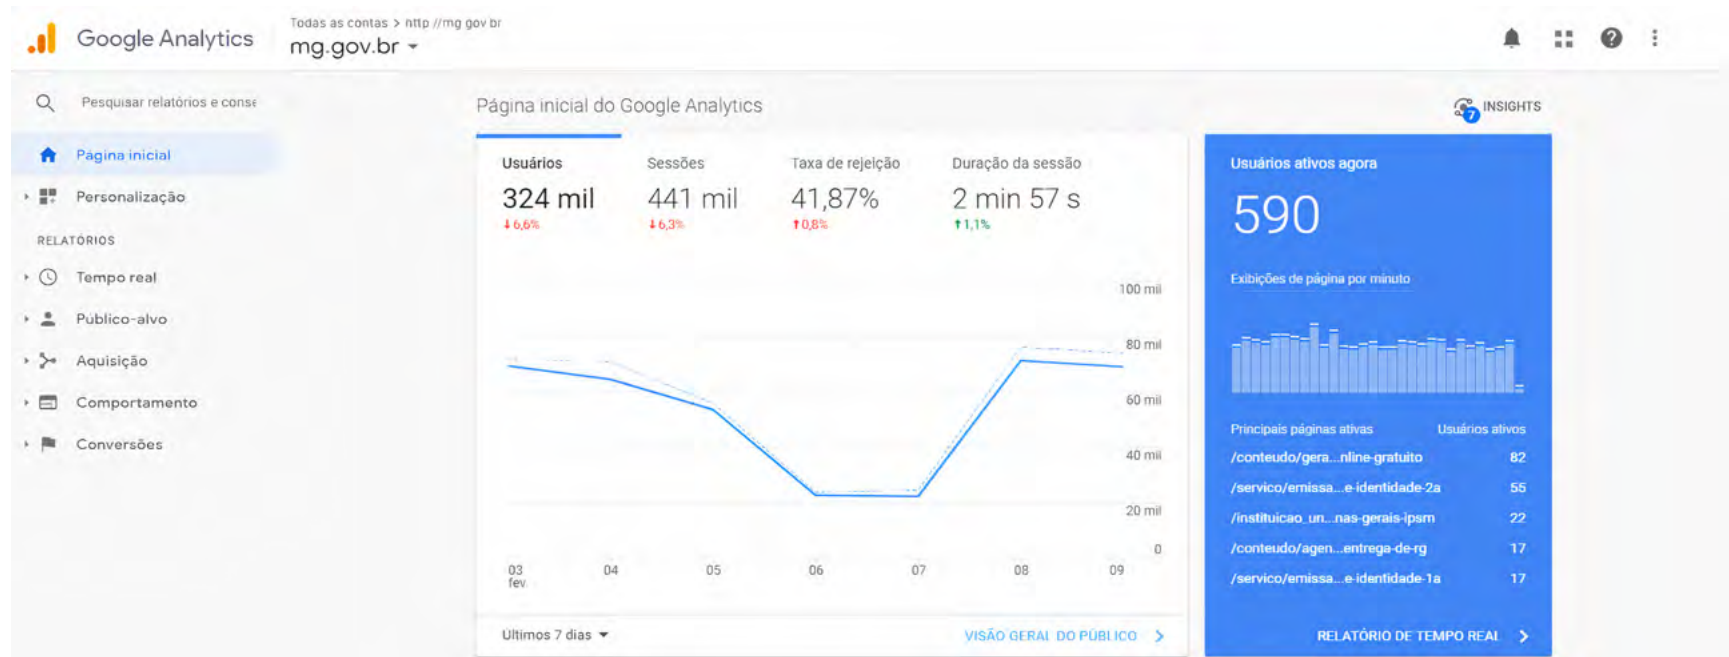 Google Analytics
Todas as contas > http //mg gov br
mg.gov.br
Pesquisar relatórios e conse
Página inicial
Personalização
RELATÓRIOS
Tempo real
Público-alvo
Aquisição
Comportamento
Conversões
Página inicial do Google Analytics
7 INSIGHTS
Usuários
324 mil
↓6,6%
Sessões
441 mil
↓6,3%
Taxa de rejeição
41,87%
↑0,8%
Duração da sessão
2 min 57 s
↑1,1%
100 mil
80 mil
60 mil
40 mil
20 mil
0
03 fev
04
05
06
07
08
09
Últimos 7 dias
VISÃO GERAL DO PÚBLICO
Usuários ativos agora
590
Exibições de página por minuto
Principais páginas ativas Usuários ativos
/conteudo/gera...nline-gratuito 82
/servico/emissa...e-identidade-2a 55
/instituicao_un...nas-gerais-ipsm 22
/conteudo/agen...entrega-de-rg 17
/servico/emissa...e-identidade-1a 17
RELATÓRIO DE TEMPO REAL